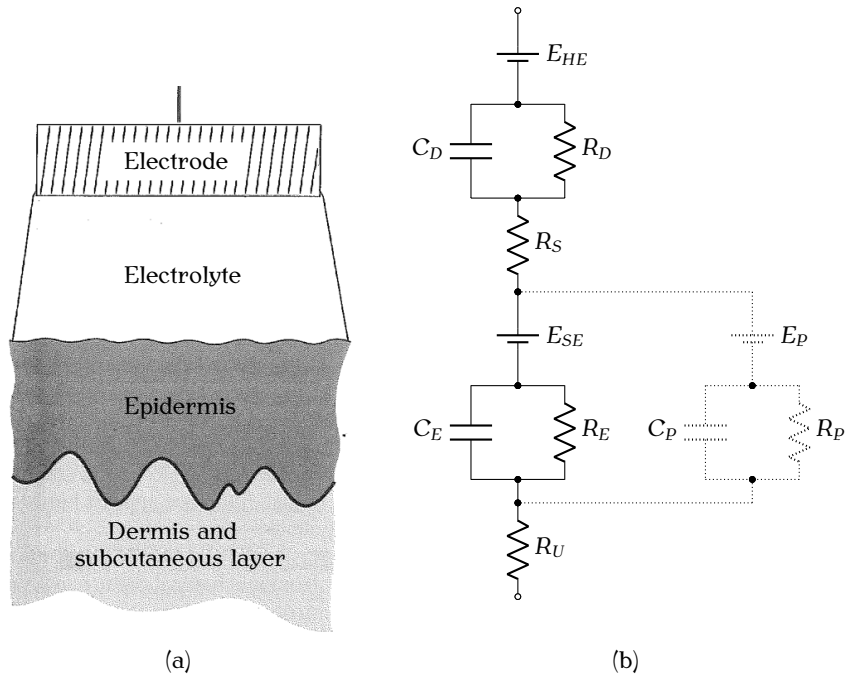 Electrode
Electrolyte
Epidermis
Dermis and
subcutaneous layer
(a)
E_HE
C_D
R_D
R_S
E_SE
E_P
C_E
R_E
C_P
R_P
R_U
(b)